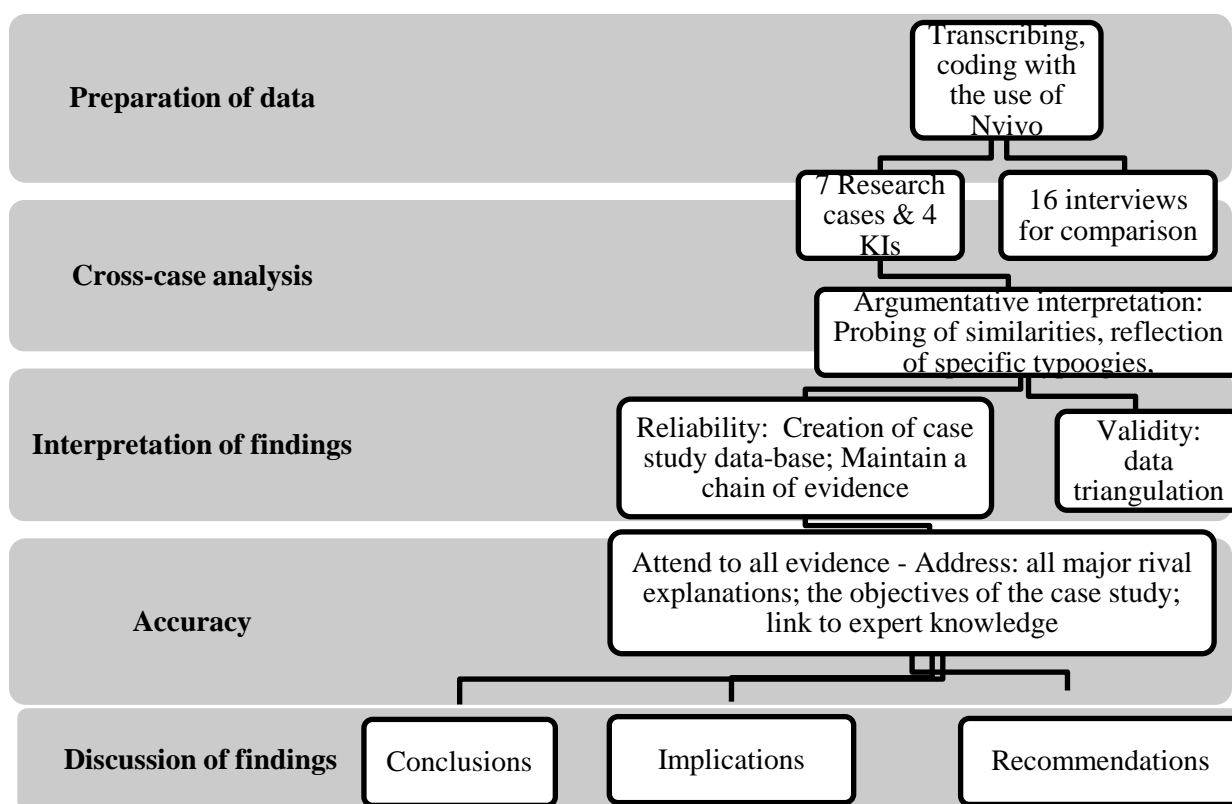 Preparation of data
Transcribing,
coding with
the use of
Nvivo
7 Research
cases & 4
KIs
16 interviews
for comparison
Cross-case analysis
Argumentative interpretation:
Probing of similarities, reflection
of specific typoogies,
Interpretation of findings
Reliability: Creation of case
study data-base; Maintain a
chain of evidence
Validity:
data
triangulation
Accuracy
Attend to all evidence - Address: all major rival
explanations; the objectives of the case study;
link to expert knowledge
Discussion of findings
Conclusions
Implications
Recommendations